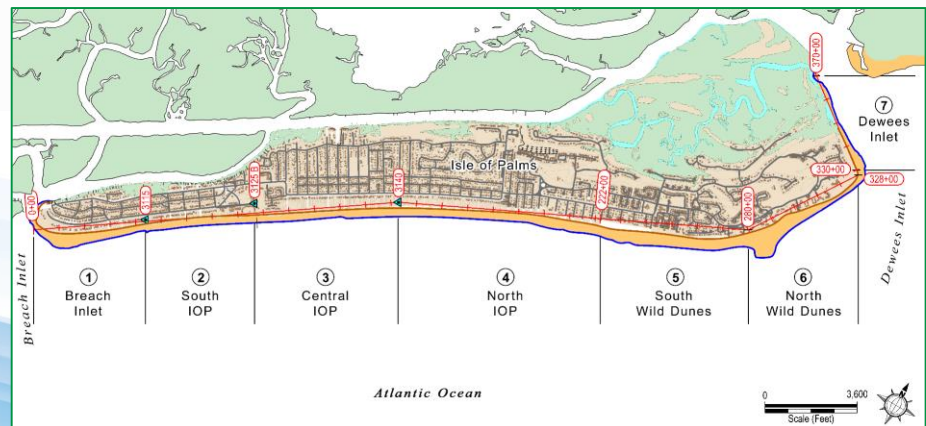 370+00
7
Dewees
Inlet
Isle of Palms
330+00
328+00
0+00
3115
3125 B
3140
222+00
280+00
Breach Inlet
1
Breach
Inlet
2
South
IOP
3
Central
IOP
4
North
IOP
5
South
Wild Dunes
6
North
Wild Dunes
Dewees Inlet
Atlantic Ocean
0
3,600
Scale (Feet)